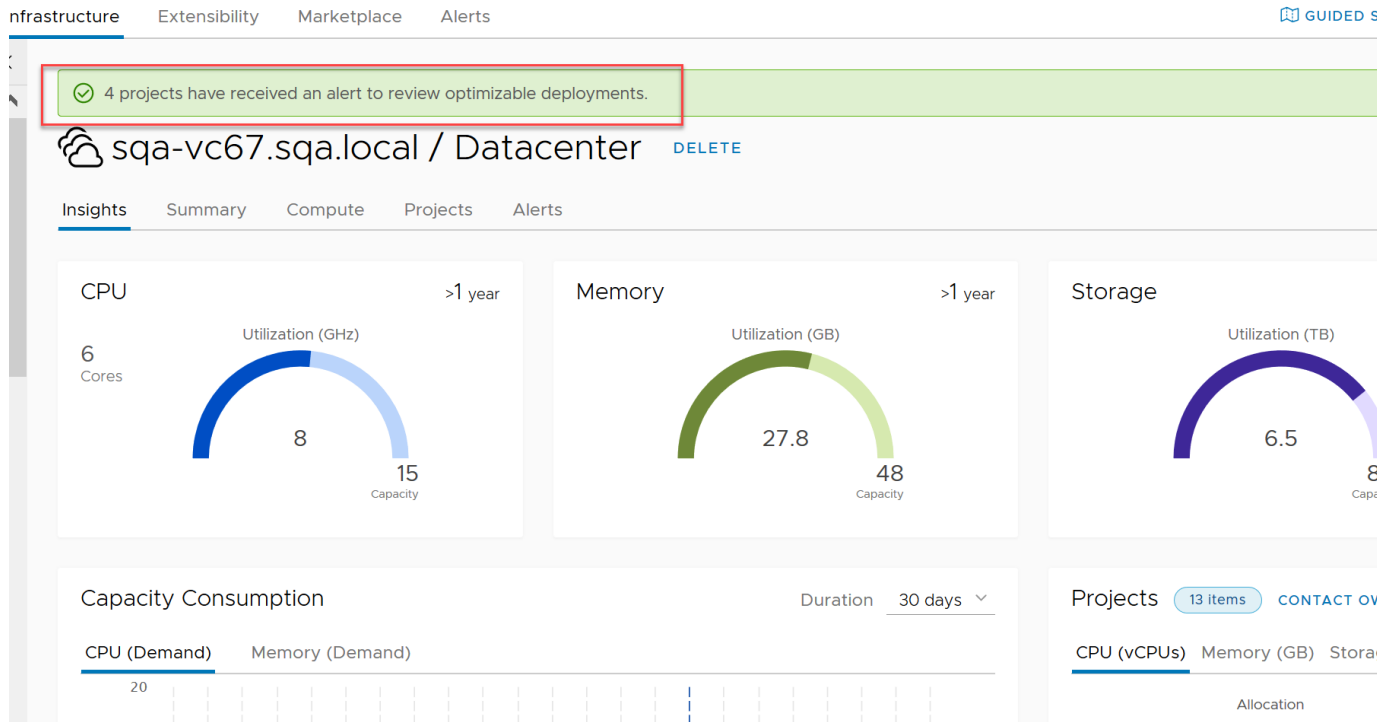 nfrastructure Extensibility Marketplace Alerts GUIDED S
4 projects have received an alert to review optimizable deployments.
sqa-vc67.sqa.local / Datacenter DELETE
Insights Summary Compute Projects Alerts
CPU >1 year
6
Cores
Utilization (GHz)
8
15
Capacity
Memory >1 year
Utilization (GB)
27.8
48
Capacity
Storage
Utilization (TB)
6.5
8
Capa
Capacity Consumption Duration 30 days
CPU (Demand) Memory (Demand)
20
Projects 13 items CONTACT OW
CPU (vCPUs) Memory (GB) Storag
Allocation